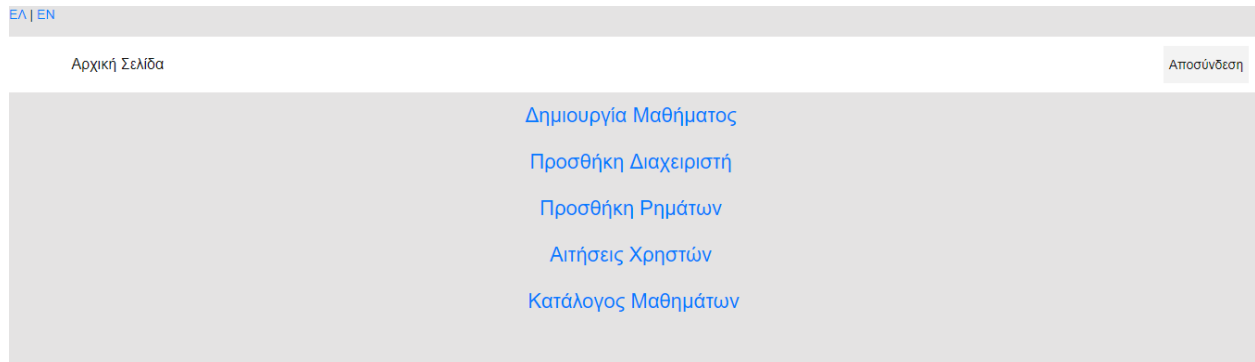 ΕΛ | EN
Αρχική Σελίδα
Αποσύνδεση
Δημιουργία Μαθήματος
Προσθήκη Διαχειριστή
Προσθήκη Ρημάτων
Αιτήσεις Χρηστών
Κατάλογος Μαθημάτων